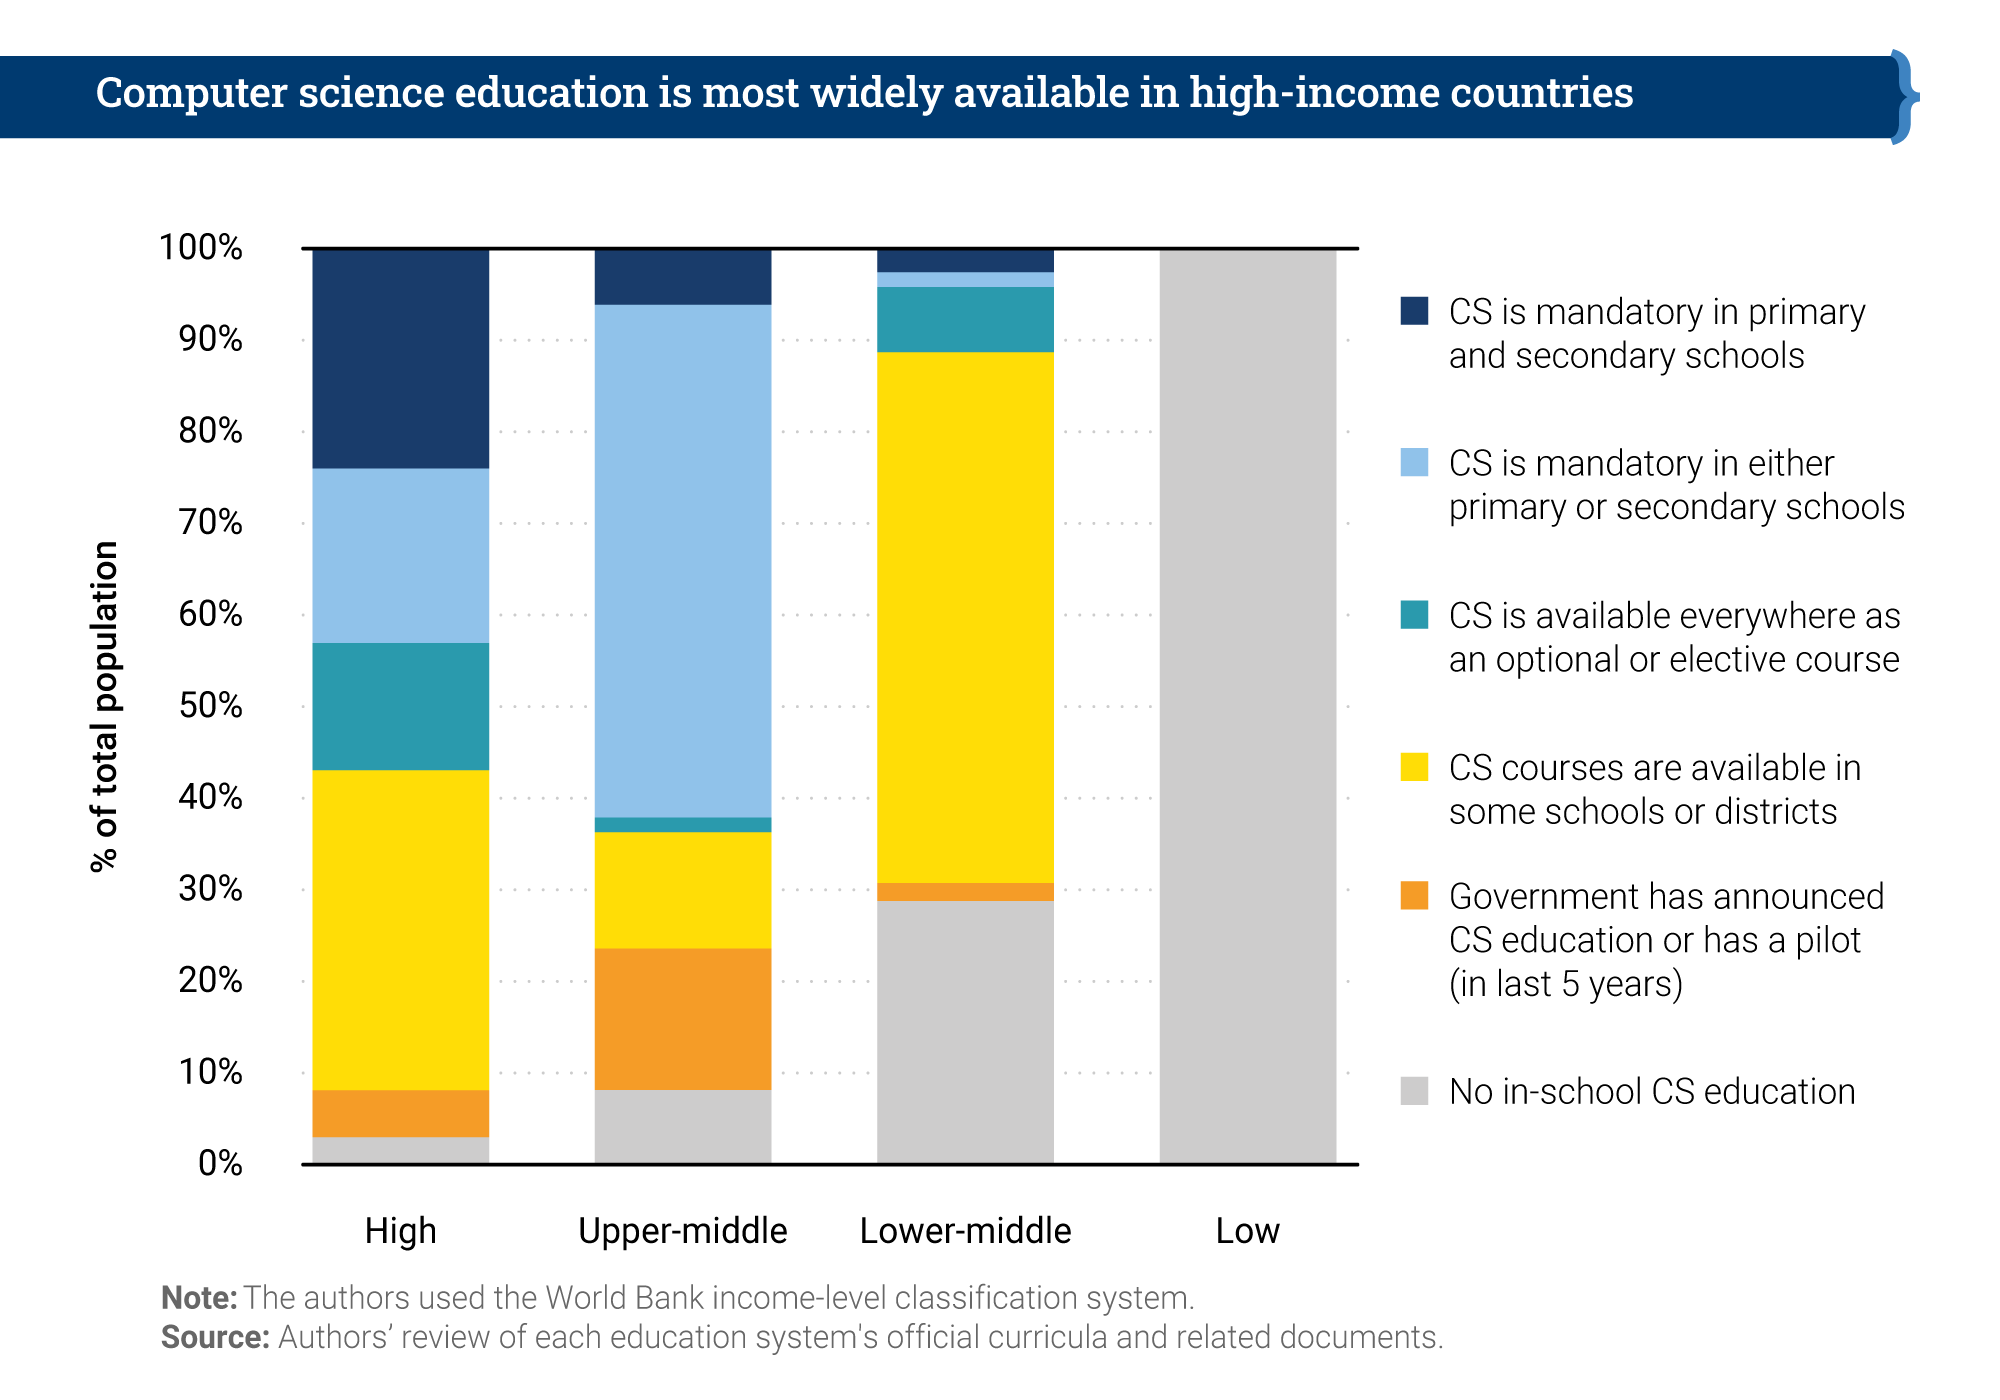 Computer science education is most widely available in high-income countries
% of total population
100%
90%
80%
70%
60%
50%
40%
30%
20%
10%
0%
High
Upper-middle
Lower-middle
Low
CS is mandatory in primary
and secondary schools
CS is mandatory in either
primary or secondary schools
CS is available everywhere as
an optional or elective course
CS courses are available in
some schools or districts
Government has announced
CS education or has a pilot
(in last 5 years)
No in-school CS education
Note: The authors used the World Bank income-level classification system.
Source: Authors’ review of each education system's official curricula and related documents.